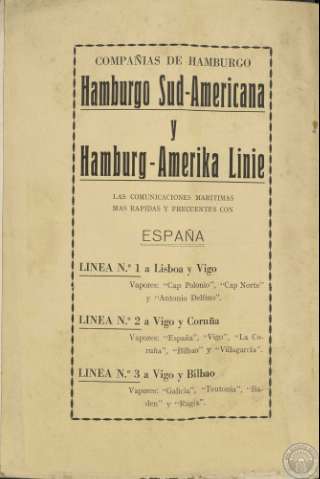 COMPAÑIAS DE HAMBURGO
Hamburgo Sud-Americana
y
Hamburg-Amerika Linie
LAS COMUNICACIONES MARITIMAS
MAS RAPIDAS Y FRECUENTES CON
ESPAÑA
LINEA N.º 1 a Lisboa y Vigo
Vapores: "Cap Polonio", "Cap Norte"
y "Antonio Delfino".
LINEA N.º 2 a Vigo y Coruña
Vapores: "España", "Vigo", "La Co-
ruña", "Bilbao" y "Villagarcía".
LINEA N.º 3 a Vigo y Bilbao
Vapores: "Galicia", "Teutonia", "Ba-
den" y "Rugia".